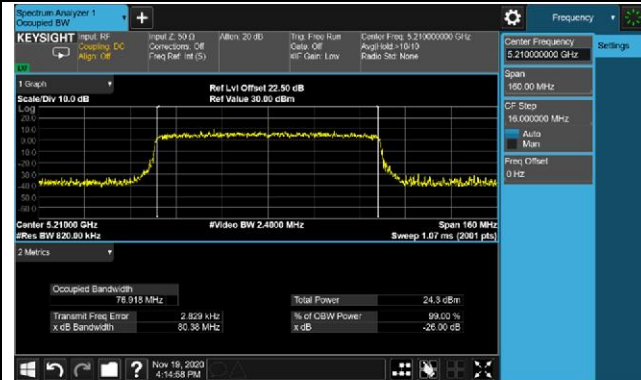 Spectrum Analyzer 1
Occupied BW
+
Frequency
KEYSIGHT
Input: RF
Coupling: DC
Align: Off
Input Z: 50 Ω
Corrections: Off
Freq Ref: Int (S)
Atten: 20 dB
Trig: Free Run
Gate: Off
#IF Gain: Low
Center Freq: 5.210000000 GHz
Avg|Hold:>10/10
Radio Std: None
1 Graph
Scale/Div 10.0 dB
Ref Lvl Offset 22.50 dB
Ref Value 30.00 dBm
Log
20.0
10.0
0.00
-10.0
-20.0
-30.0
-40.0
-50.0
-60.0
Center 5.21000 GHz
#Res BW 820.00 kHz
#Video BW 2.4000 MHz
Span 160 MHz
Sweep 1.07 ms (2001 pts)
2 Metrics
Occupied Bandwidth
76.918 MHz
Transmit Freq Error 2.829 kHz
x dB Bandwidth 80.38 MHz
Total Power 24.3 dBm
% of OBW Power 99.00 %
x dB -26.00 dB
Nov 19, 2020
4:14:58 PM
Center Frequency
5.210000000 GHz
Span
160.00 MHz
CF Step
16.000000 MHz
Auto
Man
Freq Offset
0 Hz
Settings